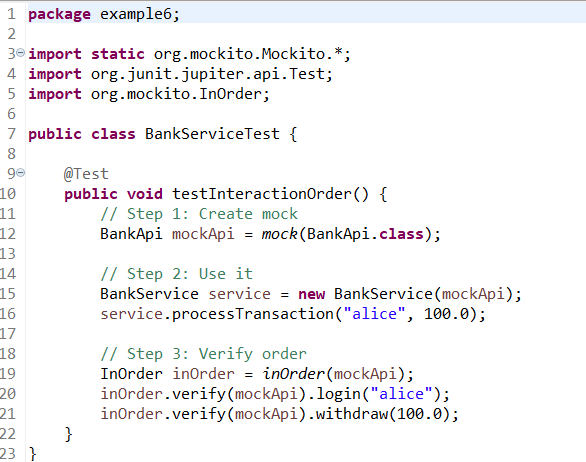 1 package example6;
2
3 import static org.mockito.Mockito.*;
4 import org.junit.jupiter.api.Test;
5 import org.mockito.InOrder;
6
7 public class BankServiceTest {
8
9     @Test
10     public void testInteractionOrder() {
11         // Step 1: Create mock
12         BankApi mockApi = mock(BankApi.class);
13
14         // Step 2: Use it
15         BankService service = new BankService(mockApi);
16         service.processTransaction("alice", 100.0);
17
18         // Step 3: Verify order
19         InOrder inOrder = inOrder(mockApi);
20         inOrder.verify(mockApi).login("alice");
21         inOrder.verify(mockApi).withdraw(100.0);
22     }
23 }